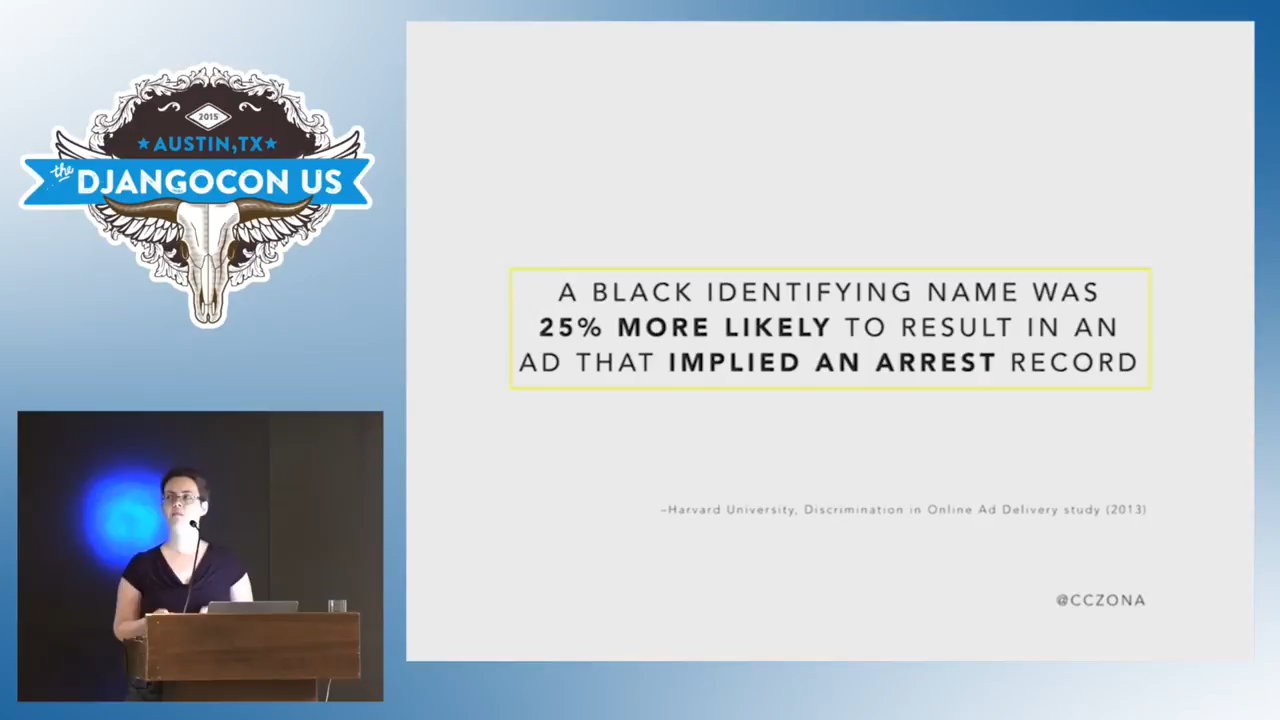 2015
★AUSTIN,TX★
the
DJANGOCON US
A BLACK IDENTIFYING NAME WAS
25% MORE LIKELY TO RESULT IN AN
AD THAT IMPLIED AN ARREST RECORD
–Harvard University, Discrimination in Online Ad Delivery study (2013)
@CCZONA